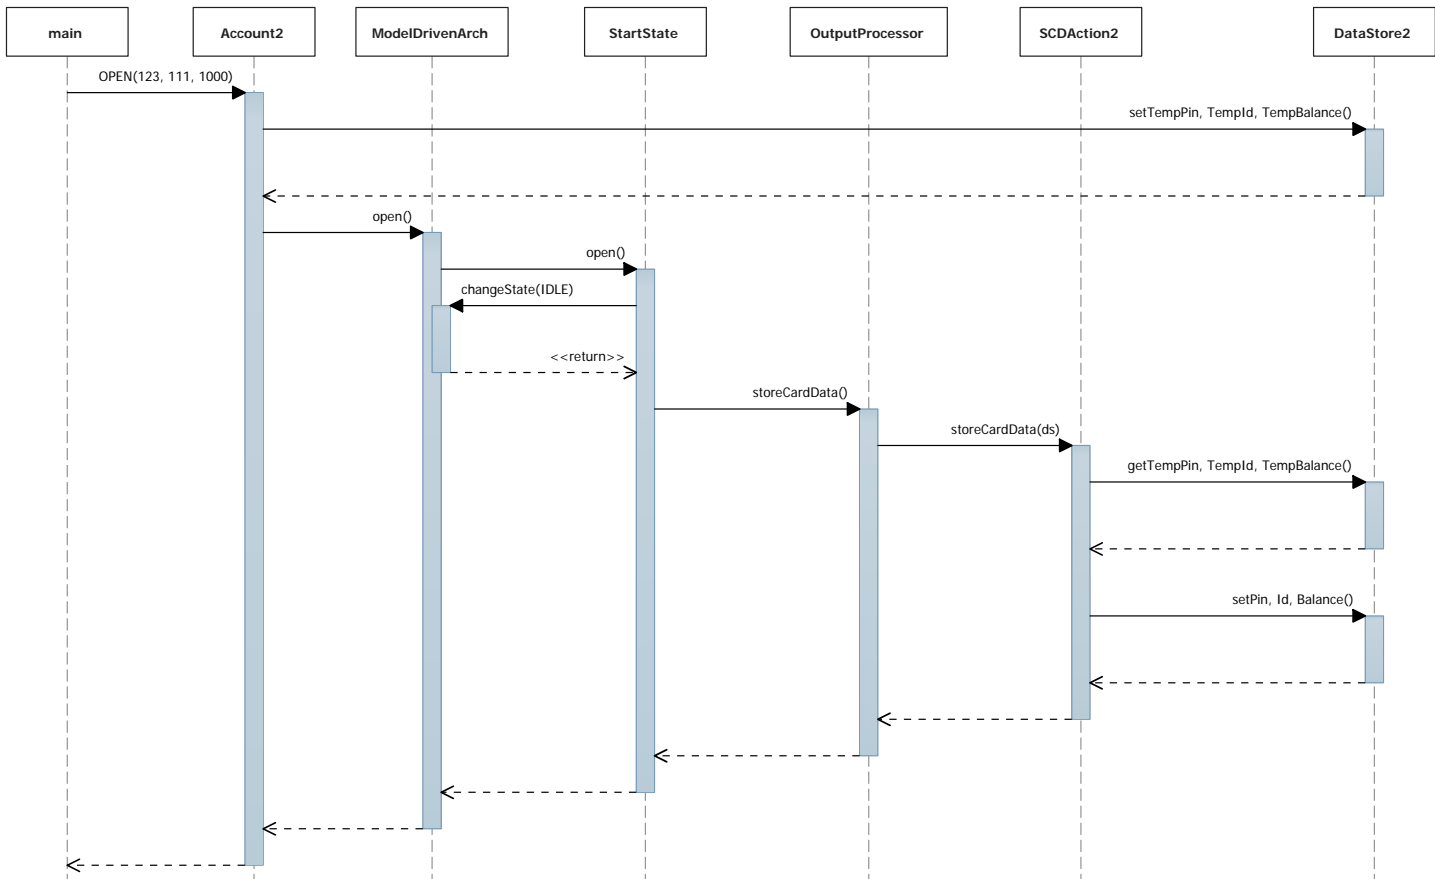 main
Account2
ModelDrivenArch
StartState
OutputProcessor
SCDAction2
DataStore2
OPEN(123, 111, 1000)
setTempPin, TempId, TempBalance()
open()
open()
changeState(IDLE)
<<return>>
storeCardData()
storeCardData(ds)
getTempPin, TempId, TempBalance()
setPin, Id, Balance()